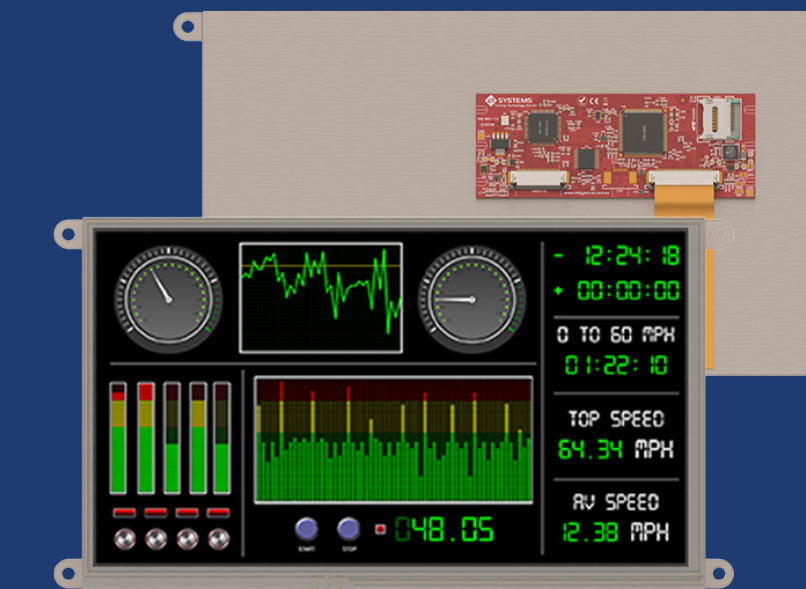 SYSTEMS
- 12:24:18
+ 00:00:00
0 TO 60 MPH
01:22:10
TOP SPEED
64.34 MPH
AV SPEED
12.38 MPH
048.05
START
STOP